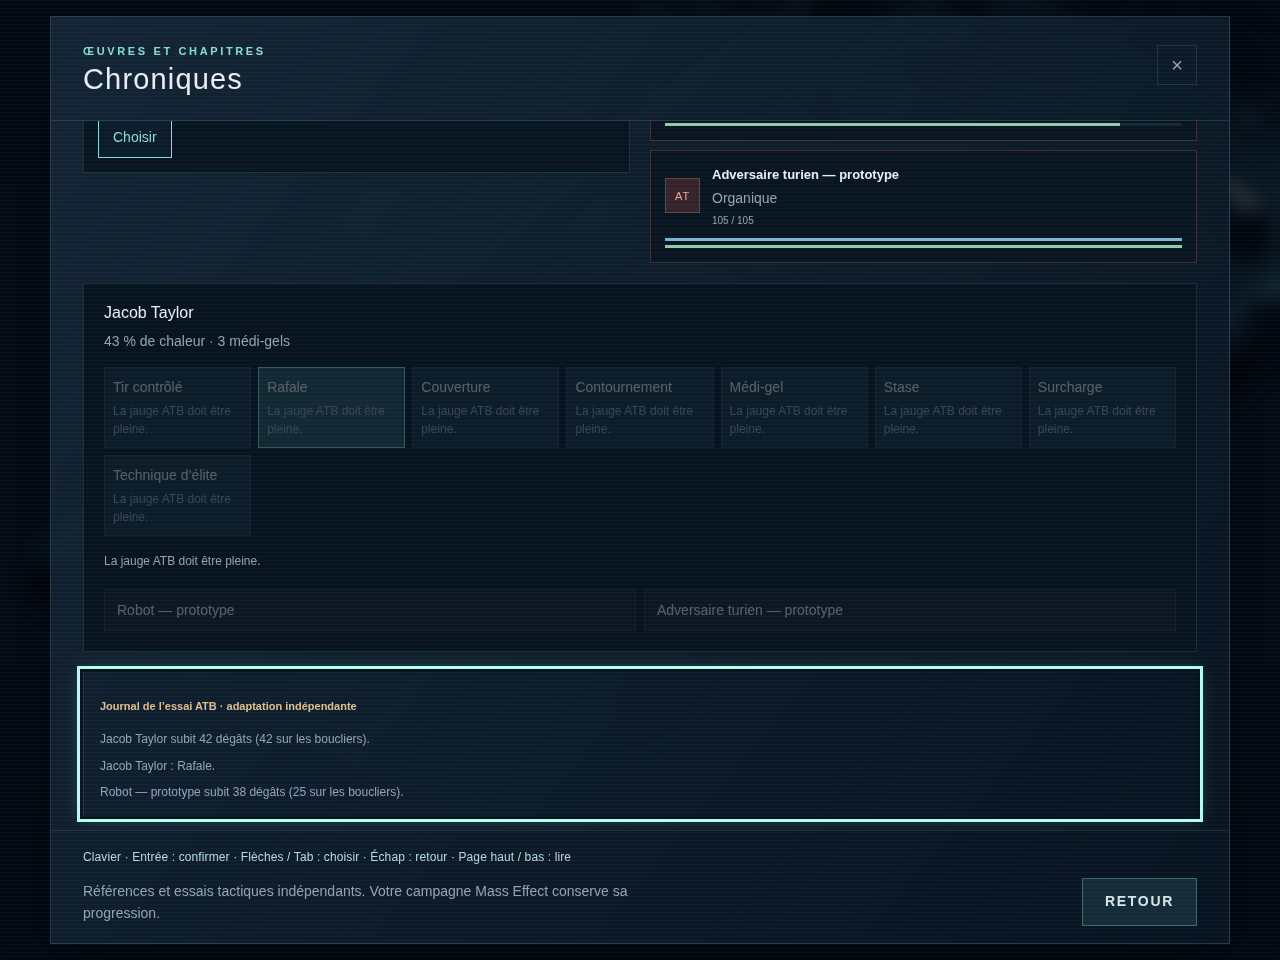 ŒUVRES ET CHAPITRES
Chroniques
×
Choisir
AT
Adversaire turien — prototype
Organique
105 / 105
Jacob Taylor
43 % de chaleur · 3 médi-gels
Tir contrôlé
La jauge ATB doit être
pleine.
Rafale
La jauge ATB doit être
pleine.
Couverture
La jauge ATB doit être
pleine.
Contournement
La jauge ATB doit être
pleine.
Médi-gel
La jauge ATB doit être
pleine.
Stase
La jauge ATB doit être
pleine.
Surcharge
La jauge ATB doit être
pleine.
Technique d’élite
La jauge ATB doit être
pleine.
La jauge ATB doit être pleine.
Robot — prototype
Adversaire turien — prototype
Journal de l’essai ATB · adaptation indépendante
Jacob Taylor subit 42 dégâts (42 sur les boucliers).
Jacob Taylor : Rafale.
Robot — prototype subit 38 dégâts (25 sur les boucliers).
Clavier · Entrée : confirmer · Flèches / Tab : choisir · Échap : retour · Page haut / bas : lire
Références et essais tactiques indépendants. Votre campagne Mass Effect conserve sa
progression.
RETOUR